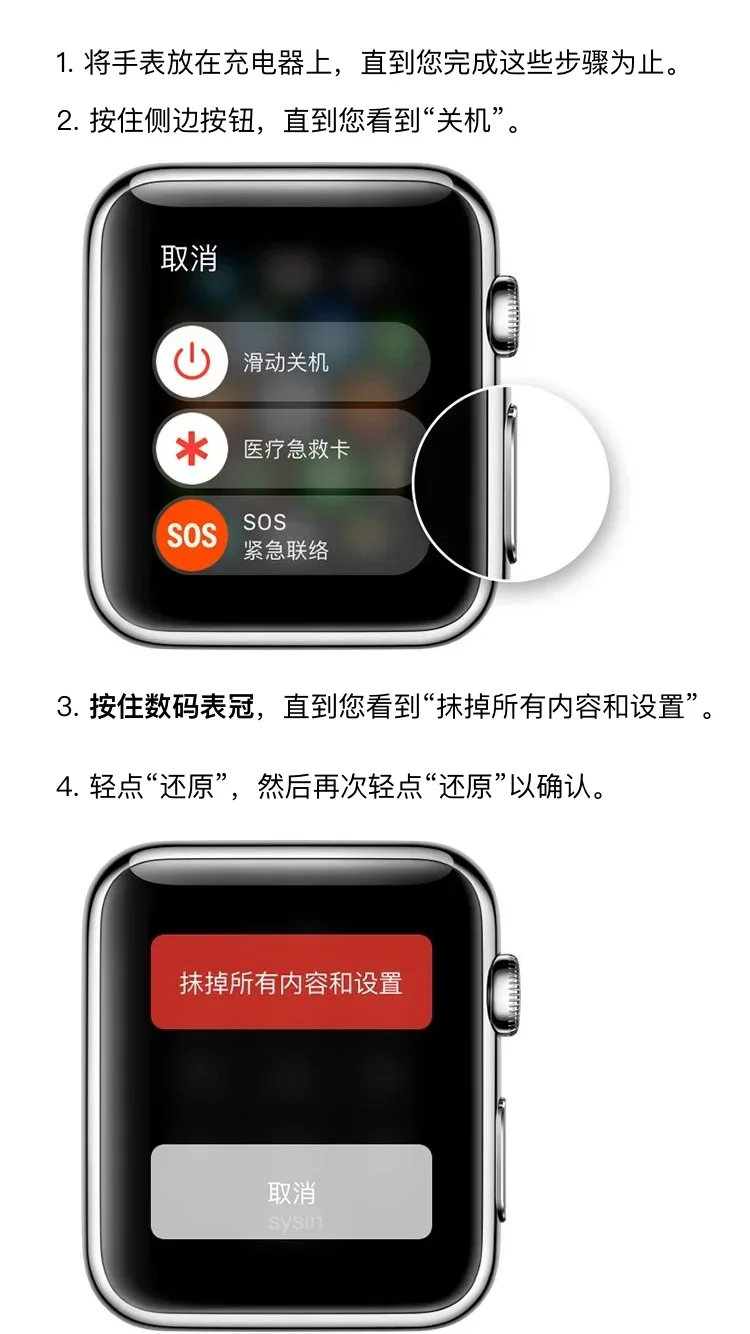 1. 将手表放在充电器上，直到您完成这些步骤为止。
2. 按住侧边按钮，直到您看到“关机”。
取消
滑动关机
医疗急救卡
SOS
SOS
紧急联络
3. 按住数码表冠，直到您看到“抹掉所有内容和设置”。
4. 轻点“还原”，然后再次轻点“还原”以确认。
抹掉所有内容和设置
取消
sysin